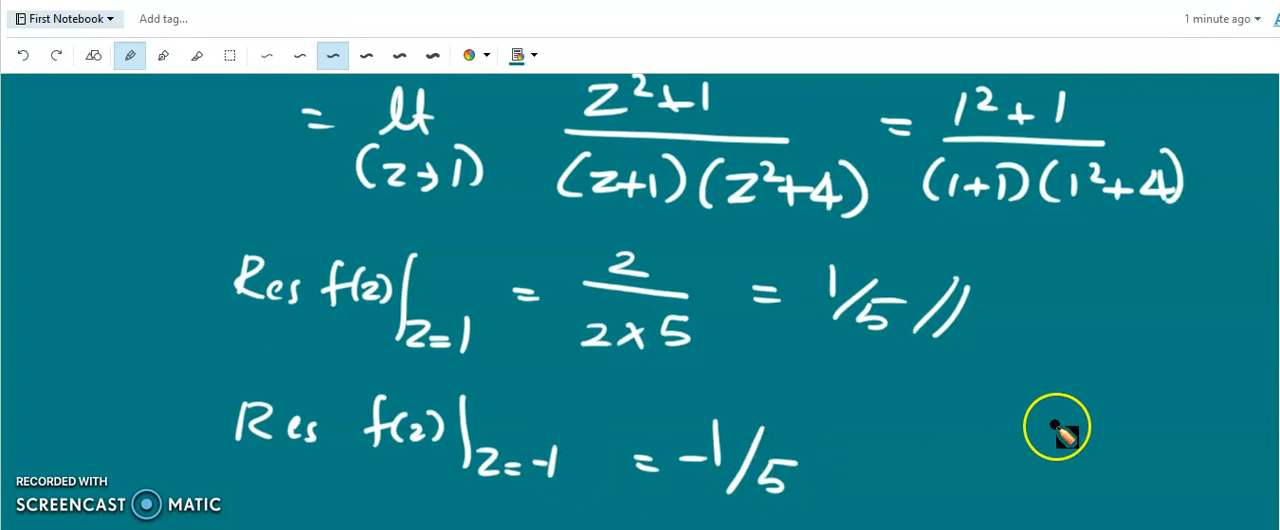 First Notebook Add tag... 1 minute ago
= lt z²+1 = 1²+1
(z→1) (z+1)(z²+4) (1+1)(1²+4)
Res f(z)| z=1 = 2 / 2×5 = 1/5 //
Res f(z)| z=-1 = -1/5
RECORDED WITH
SCREENCAST MATIC